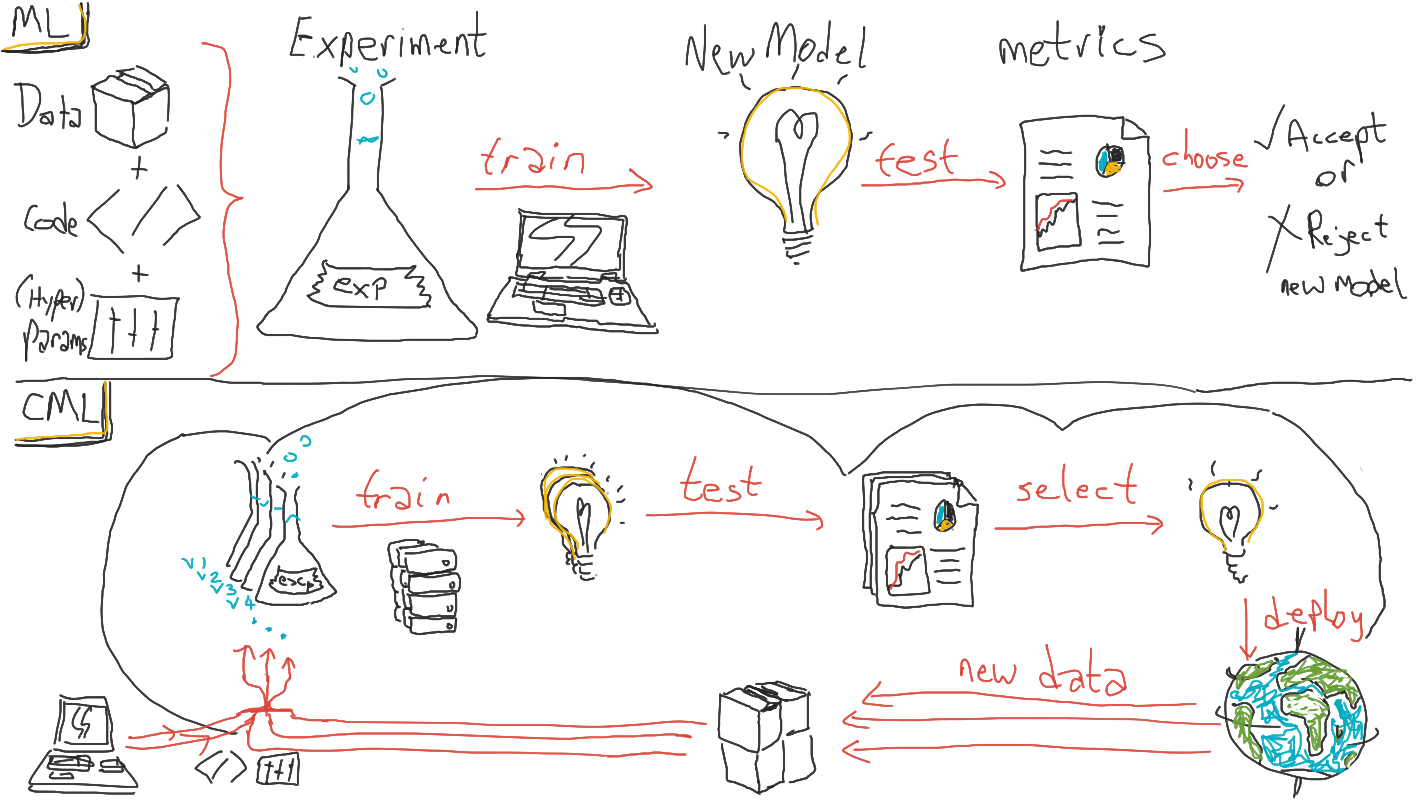 ML
Experiment
New Model
metrics
Data
+
Code
+
(Hyper)
params
exp
train
test
choose
✓ Accept
or
X Reject
new Model
CML
v1
v2
v3
v4
excp
train
test
select
deploy
new data